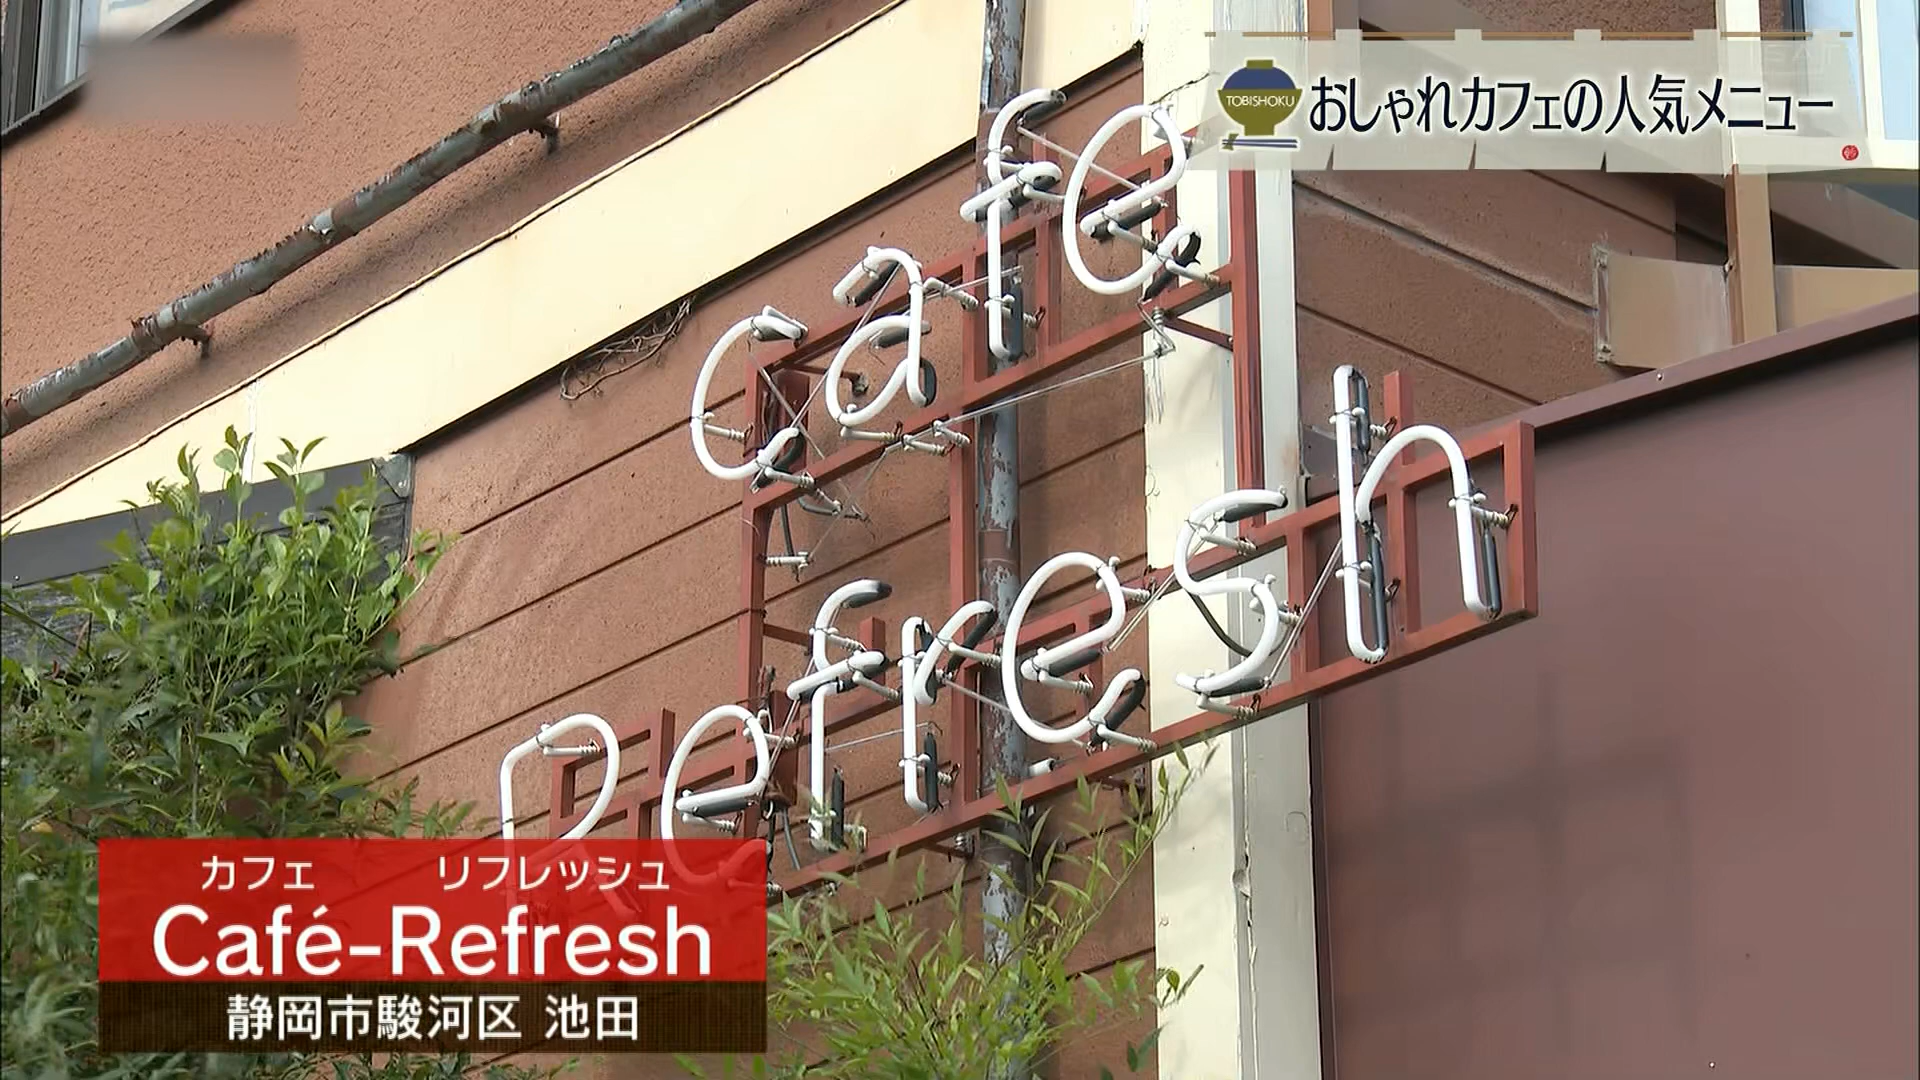 TOBISHOKU
おしゃれカフェの人気メニュー
cafe
Refresh
カフェ リフレッシュ
Café-Refresh
静岡市駿河区 池田